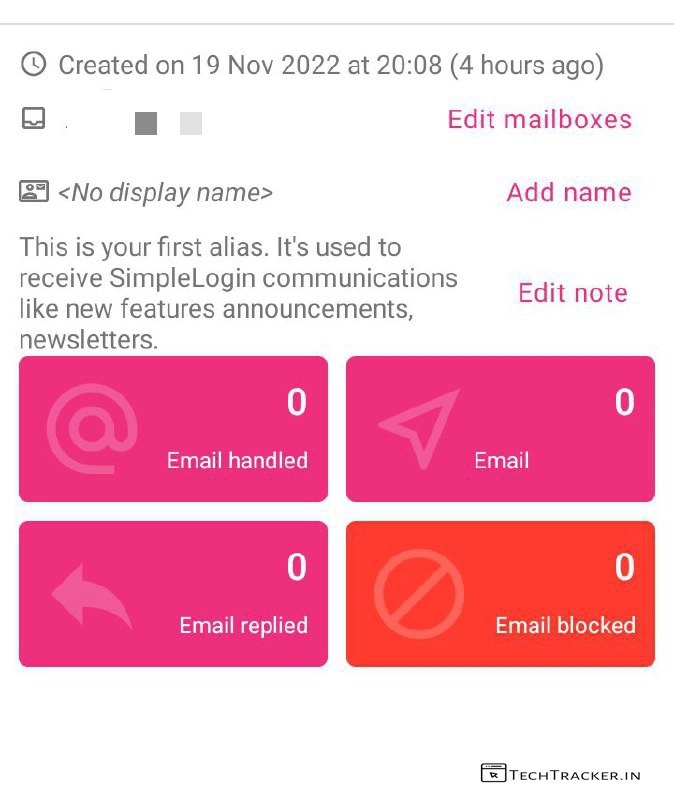 Created on 19 Nov 2022 at 20:08 (4 hours ago)
Edit mailboxes
<No display name>
Add name
This is your first alias. It's used to
receive SimpleLogin communications
like new features announcements,
newsletters.
Edit note
0
Email handled
0
Email
0
Email replied
0
Email blocked
TECHTRACKER.IN